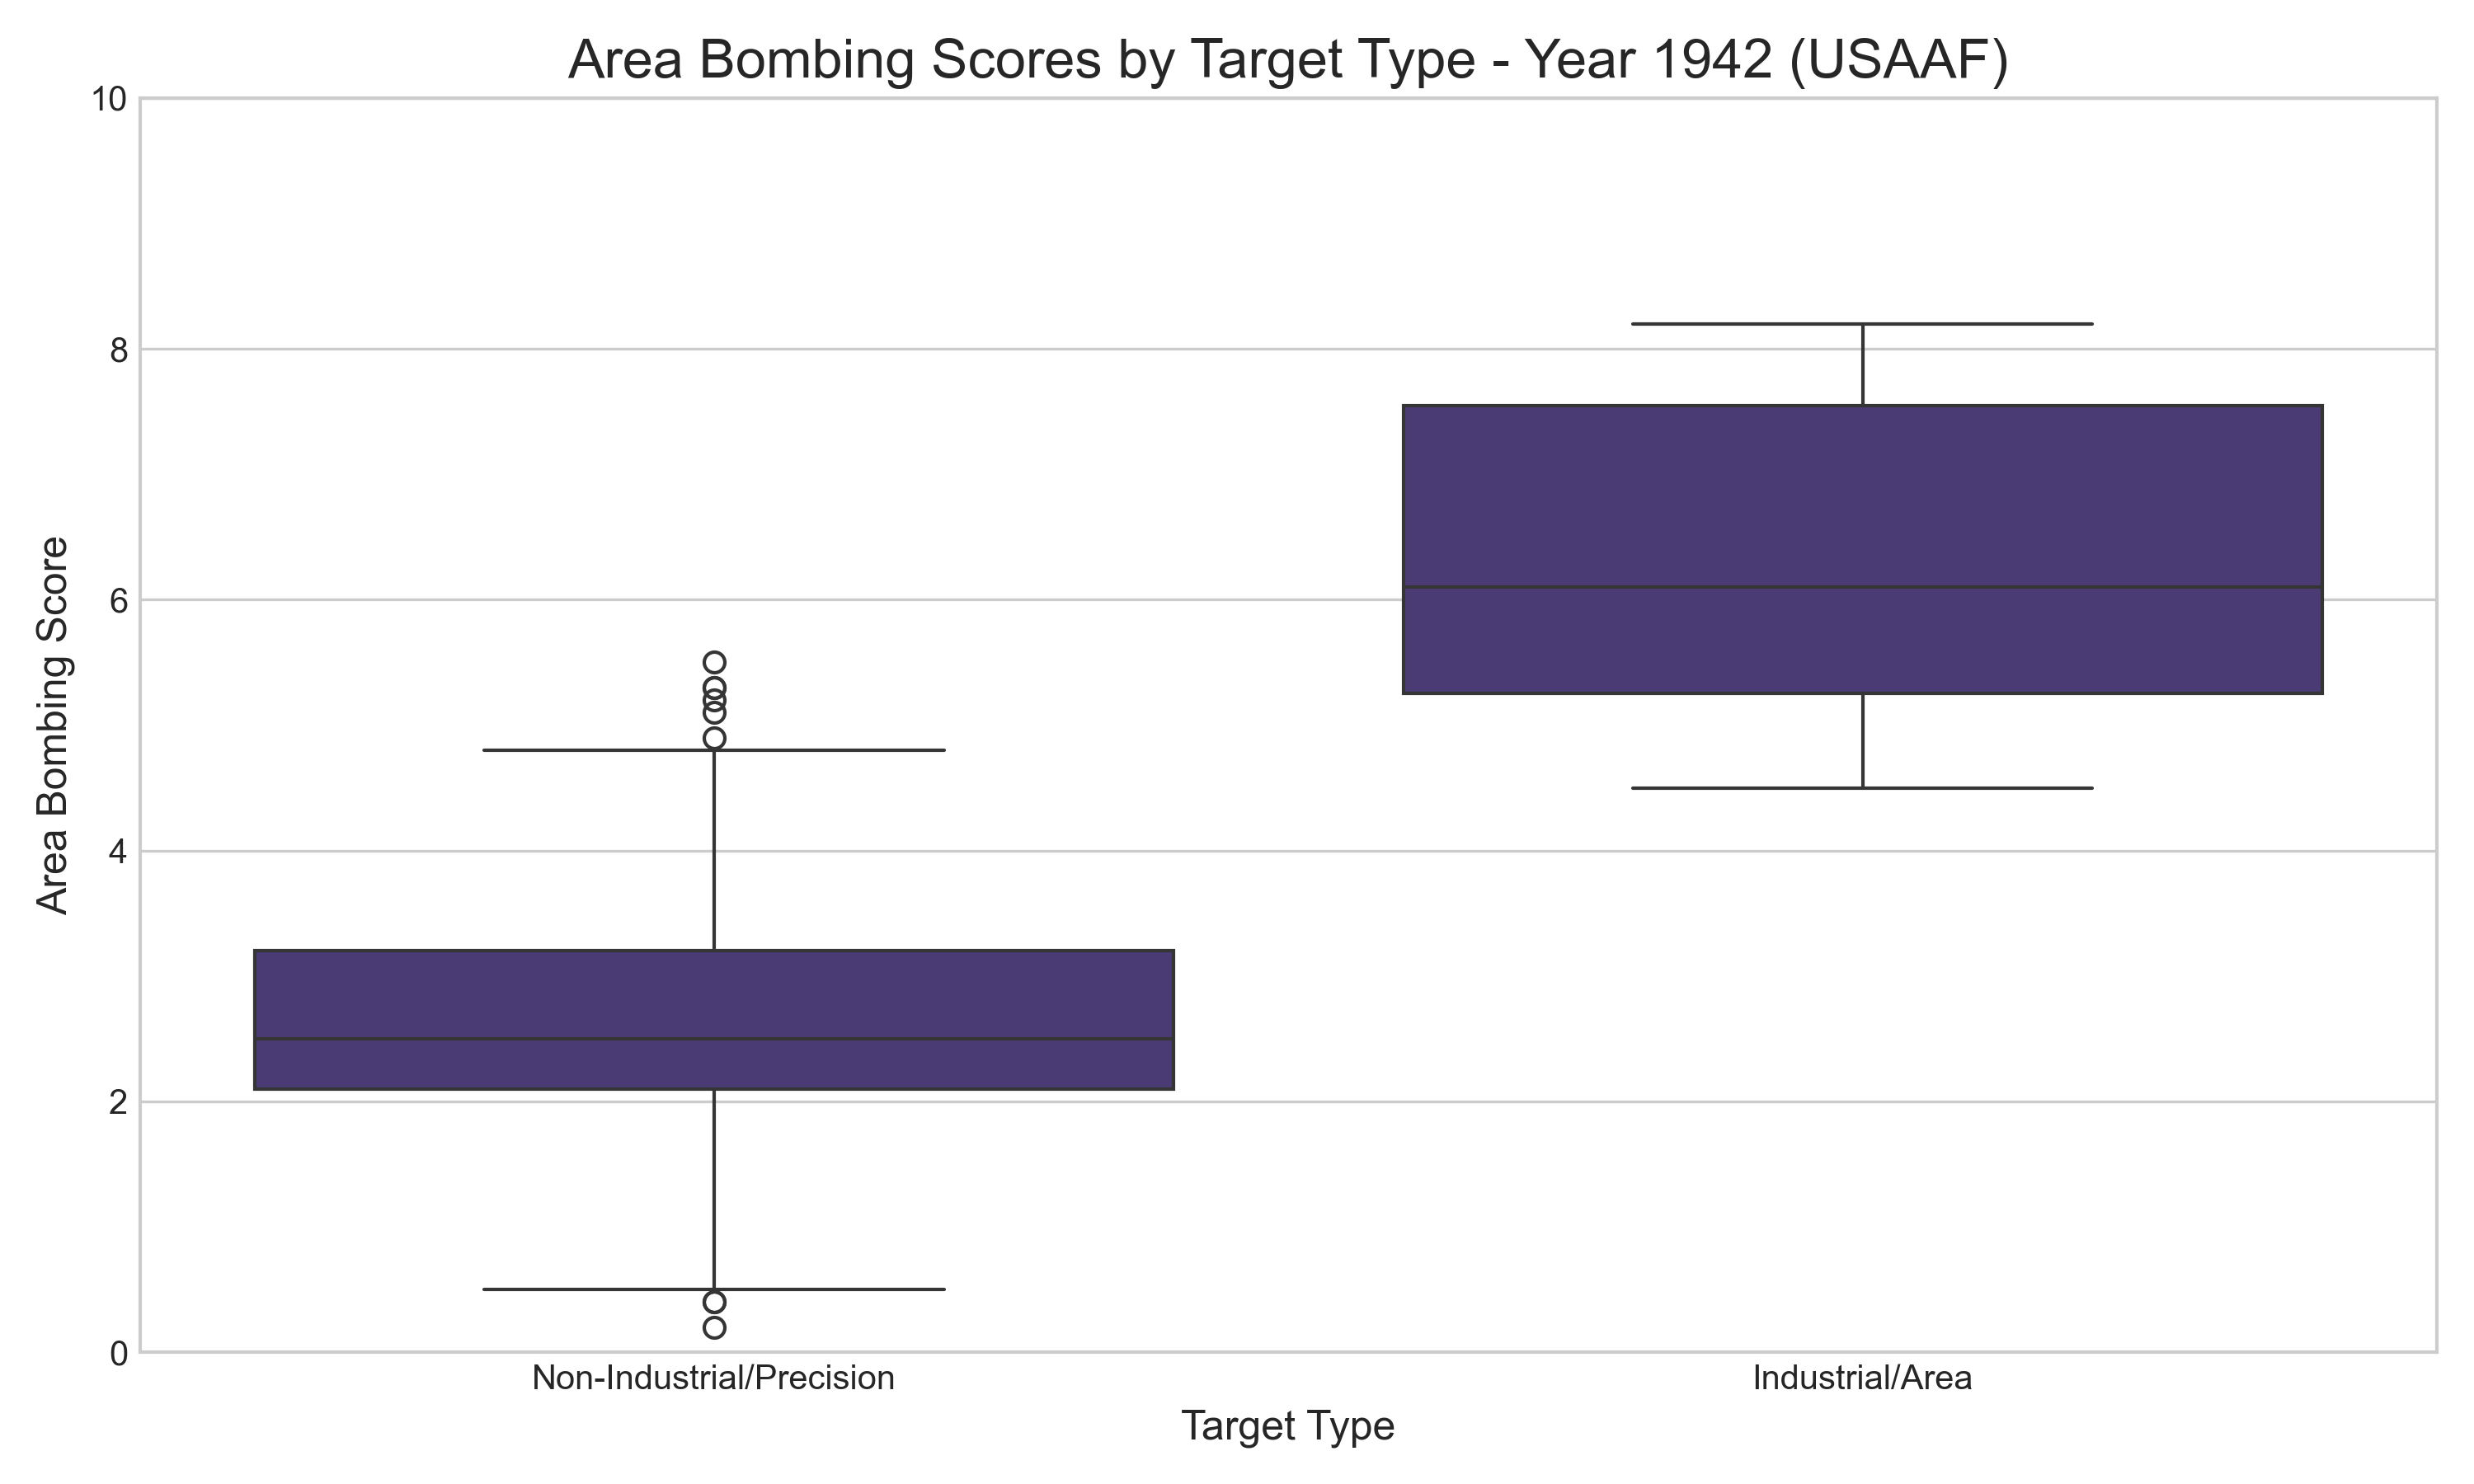 Area Bombing Scores by Target Type - Year 1942 (USAAF)
10
8
6
4
2
0
Area Bombing Score
Non-Industrial/Precision
Industrial/Area
Target Type